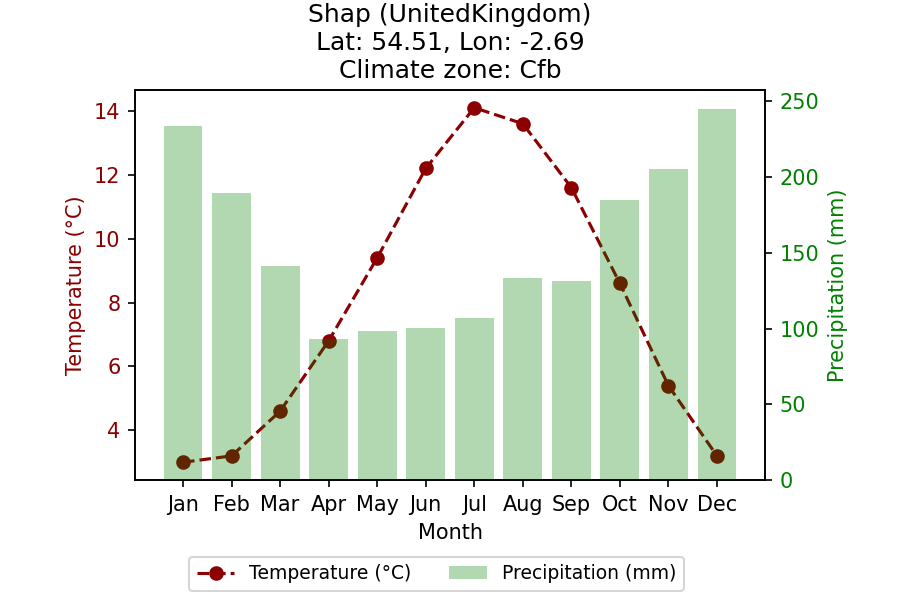 Shap (UnitedKingdom)
Lat: 54.51, Lon: -2.69
Climate zone: Cfb
Temperature (°C)
14
12
10
8
6
4
250
200
150
100
50
0
Precipitation (mm)
Jan Feb Mar Apr May Jun Jul Aug Sep Oct Nov Dec
Month
Temperature (°C) Precipitation (mm)